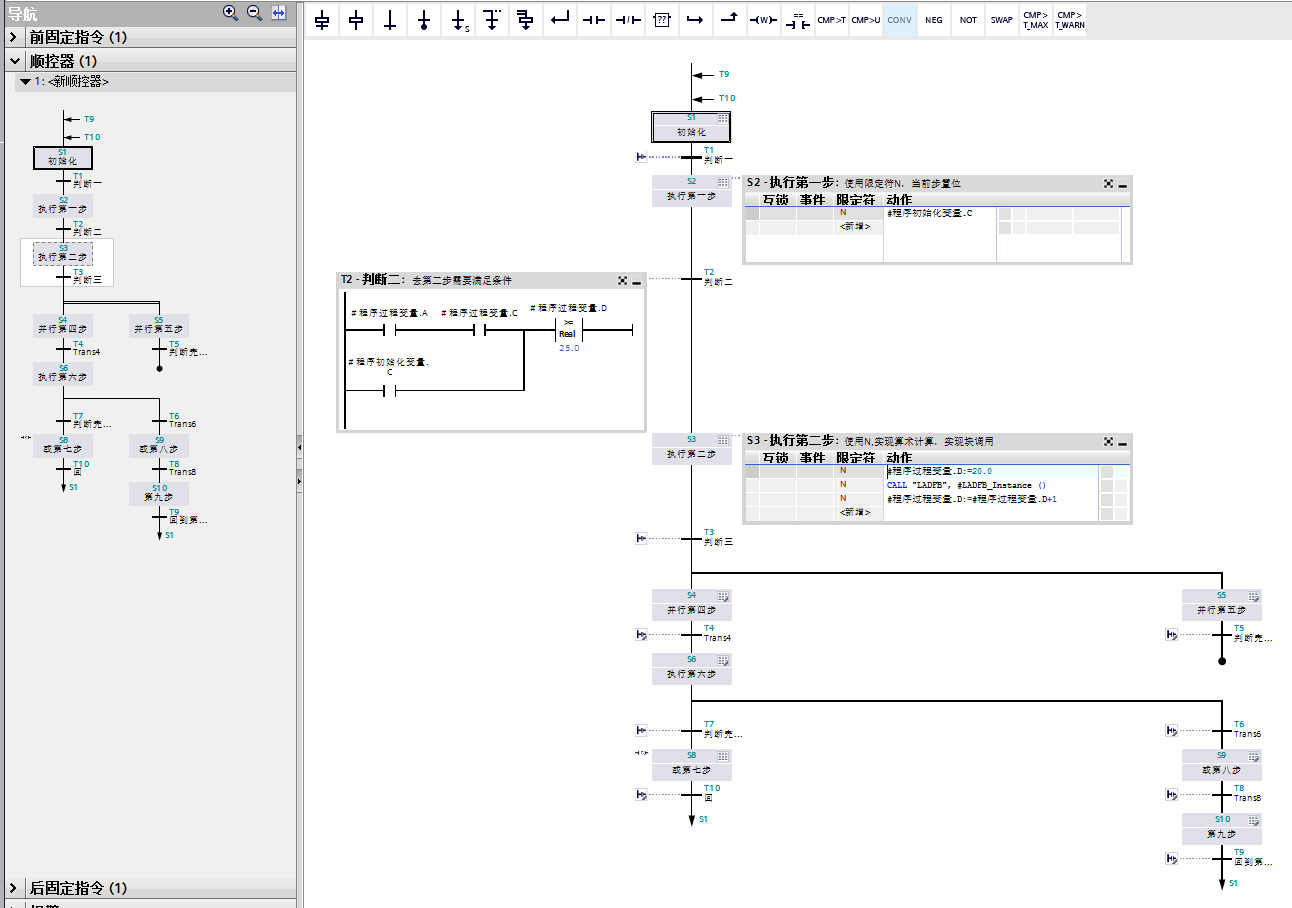 导航
前固定指令 (1)
顺控器 (1)
1: <新顺控器>
T9
T10
S1
初始化
T1
判断一
S2
执行第一步
T2
判断二
S3
执行第二步
T3
判断三
S4
并行第四步
S5
并行第五步
T4
Trans4
T5
判断壳...
S6
执行第六步
T7
判断壳...
T6
Trans6
S8
或第七步
S9
或第八步
T10
回
T8
Trans8
S1
S10
第九步
T9
回到第...
S1
后固定指令 (1)
S
??
(W)
==
CMP>T
CMP>U
CONV
NEG
NOT
SWAP
CMP>
T_MAX
CMP>
T_WARN
T9
T10
S1
初始化
T1
判断一
S2
执行第一步
S2 - 执行第一步: 使用限定符N, 当前步置位
互锁 事件 限定符 动作
N #程序初始化变量.C
<新增>
T2
判断二
T2 - 判断二: 去第二步需要满足条件
#程序过程变量.A #程序过程变量.C #程序过程变量.D
>=
Real
25.0
#程序初始化变量.
C
S3
执行第二步
S3 - 执行第二步: 使用N,实现算术计算, 实现块调用
互锁 事件 限定符 动作
N #程序过程变量.D:=20.0
N CALL "LADFB", #LADFB_Instance ()
N #程序过程变量.D:=#程序过程变量.D+1
<新增>
T3
判断三
S4
并行第四步
S5
并行第五步
T4
Trans4
T5
判断壳...
S6
执行第六步
T7
判断壳...
T6
Trans6
S8
或第七步
S9
或第八步
T10
回
T8
Trans8
S1
S10
第九步
T9
回到第...
S1